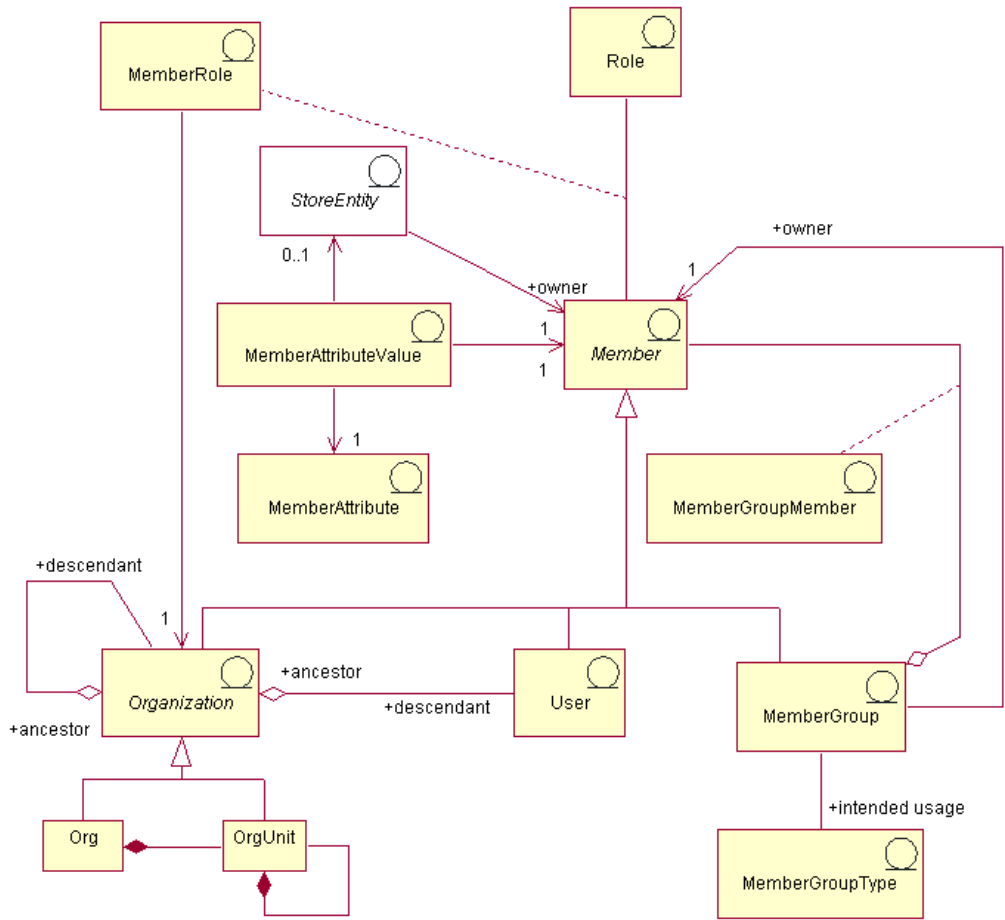 Role
MemberRole
StoreEntity
+owner
0..1
1
+owner
1
MemberAttributeValue
Member
1
1
MemberAttribute
MemberGroupMember
+descendant
1
+ancestor
Organization
User
+descendant
MemberGroup
+ancestor
+intended usage
Org
OrgUnit
MemberGroupType